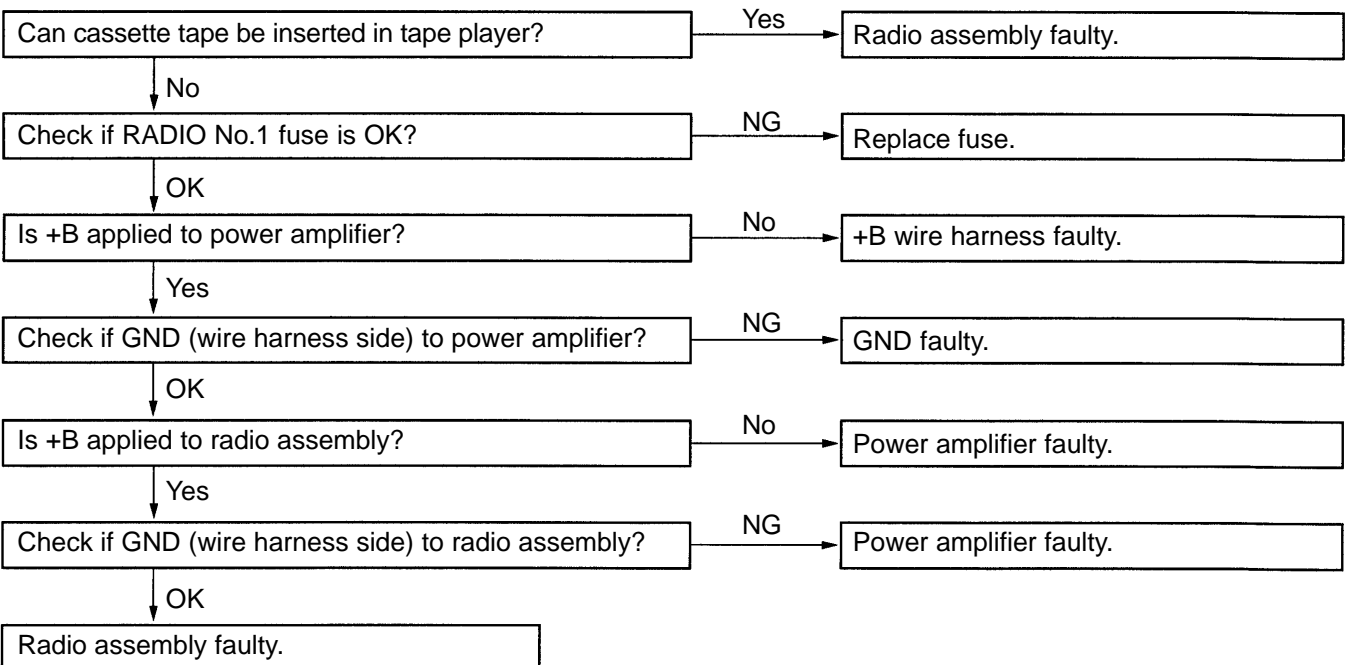 Can cassette tape be inserted in tape player?
Yes
Radio assembly faulty.
No
Check if RADIO No.1 fuse is OK?
NG
Replace fuse.
OK
Is +B applied to power amplifier?
No
+B wire harness faulty.
Yes
Check if GND (wire harness side) to power amplifier?
NG
GND faulty.
OK
Is +B applied to radio assembly?
No
Power amplifier faulty.
Yes
Check if GND (wire harness side) to radio assembly?
NG
Power amplifier faulty.
OK
Radio assembly faulty.